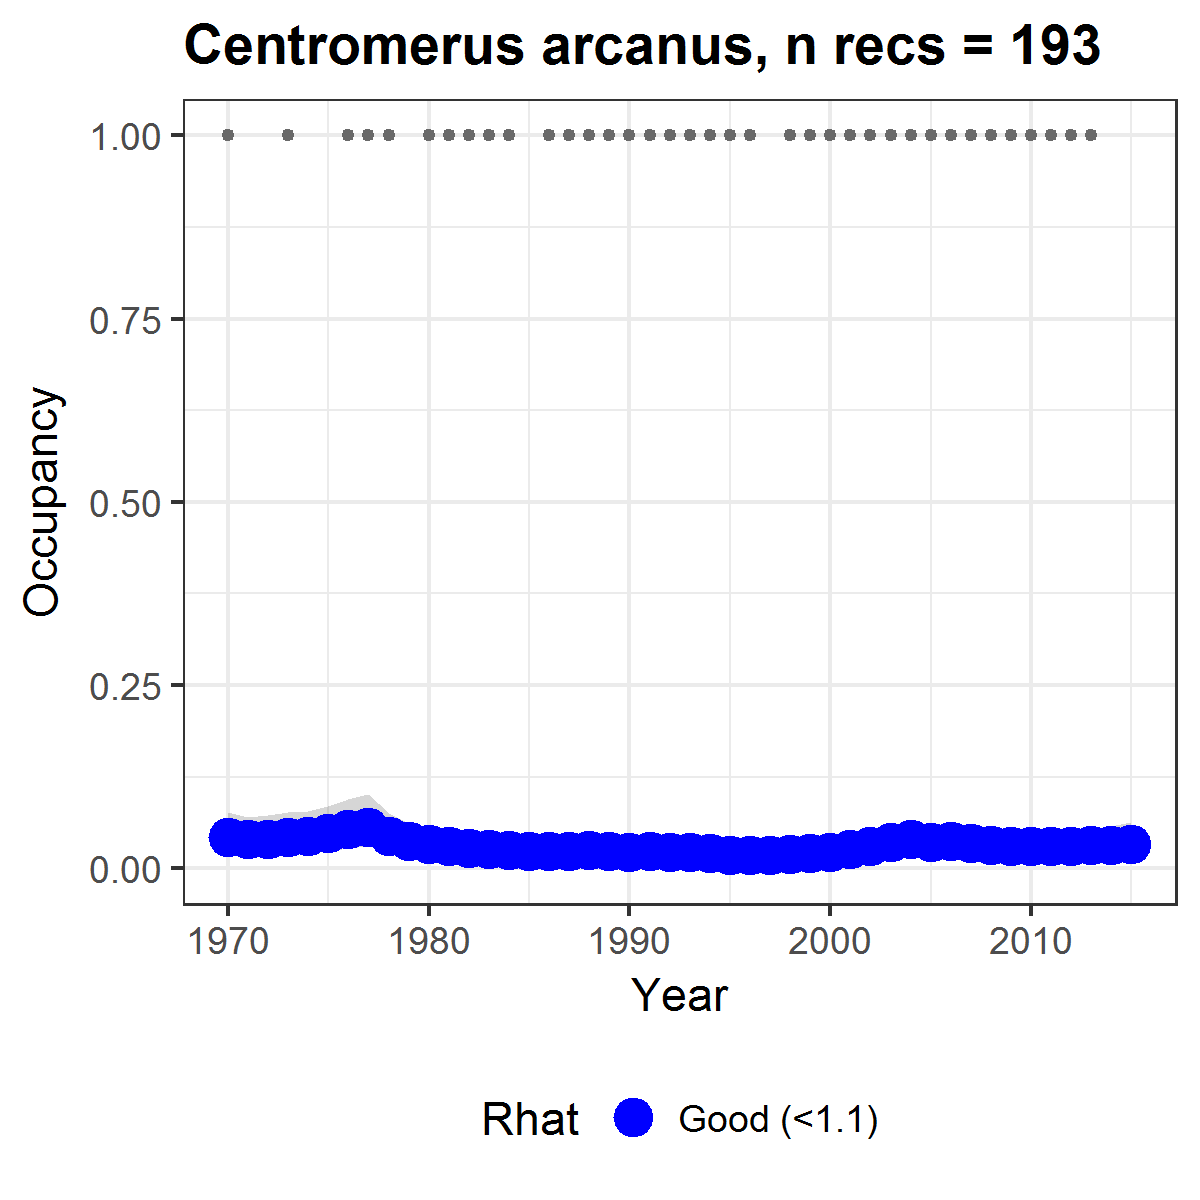 Centromerus arcanus, n recs = 193
1.00
0.75
0.50
0.25
0.00
Occupancy
1970 1980 1990 2000 2010
Year
Rhat Good (<1.1)